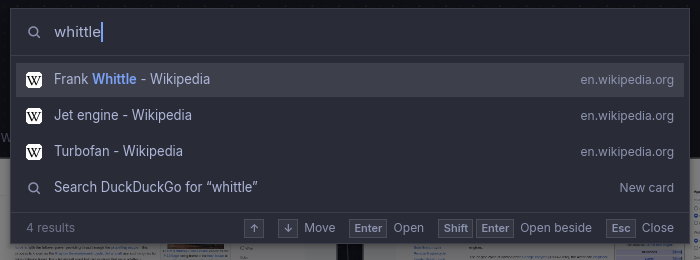 whittle
Frank Whittle - Wikipedia en.wikipedia.org
Jet engine - Wikipedia en.wikipedia.org
Turbofan - Wikipedia en.wikipedia.org
Search DuckDuckGo for “whittle” New card
4 results ↑ ↓ Move Enter Open Shift Enter Open beside Esc Close